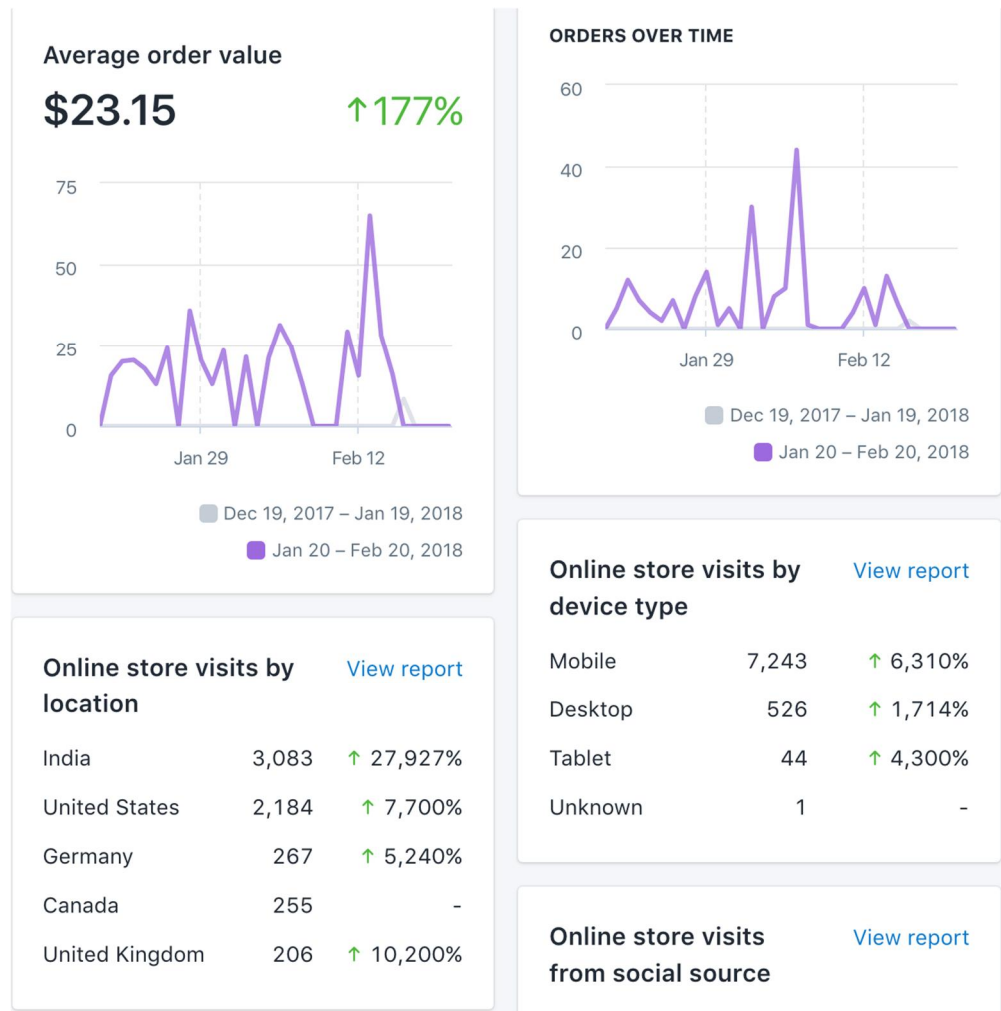 Average order value
$23.15 ↑177%
75
50
25
0
Jan 29 Feb 12
Dec 19, 2017 – Jan 19, 2018
Jan 20 – Feb 20, 2018
Online store visits by View report
location
India 3,083 ↑ 27,927%
United States 2,184 ↑ 7,700%
Germany 267 ↑ 5,240%
Canada 255 -
United Kingdom 206 ↑ 10,200%
ORDERS OVER TIME
60
40
20
0
Jan 29 Feb 12
Dec 19, 2017 – Jan 19, 2018
Jan 20 – Feb 20, 2018
Online store visits by View report
device type
Mobile 7,243 ↑ 6,310%
Desktop 526 ↑ 1,714%
Tablet 44 ↑ 4,300%
Unknown 1 -
Online store visits View report
from social source